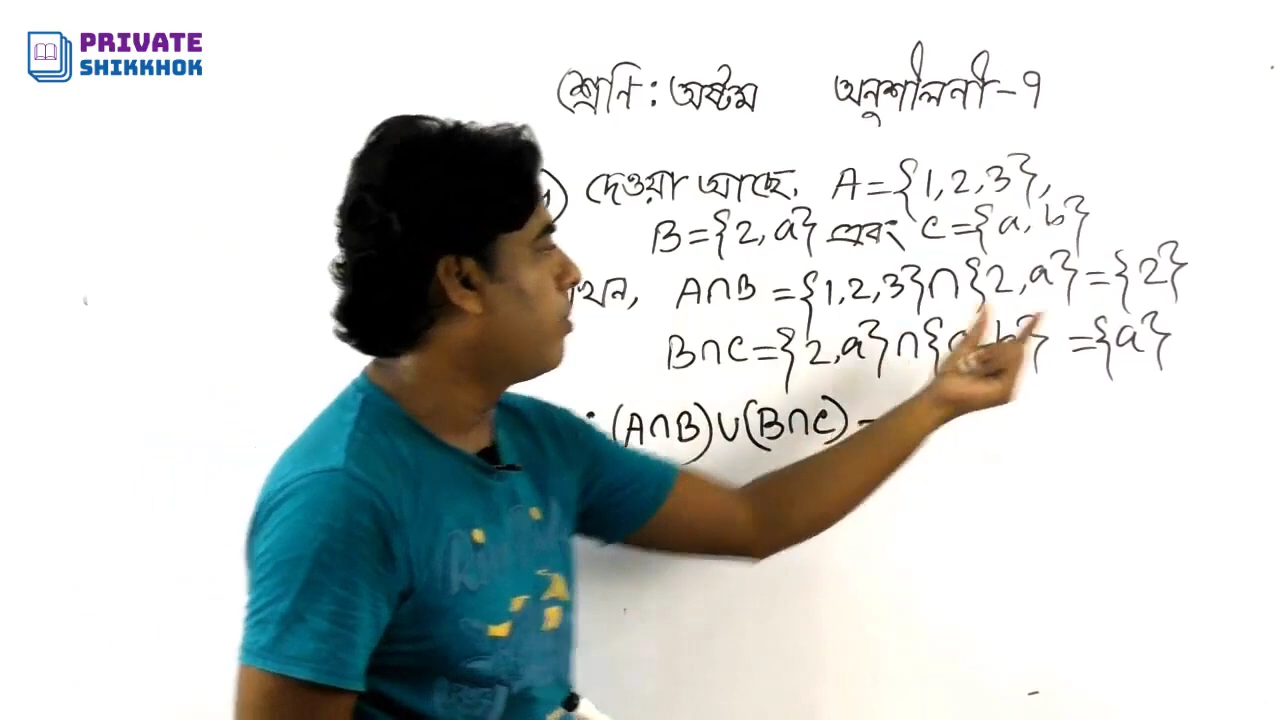 PRIVATE
SHIKKHOK
শ্রেনি : অষ্টম অনুশীলনী-৭
দেওয়া আছে, A={1,2,3},
B={2,a} এবং C={a,b}
A∩B={1,2,3}∩{2,a}={2}
B∩C={2,a}∩{a,b}={a}
(A∩B)∪(B∩C)=